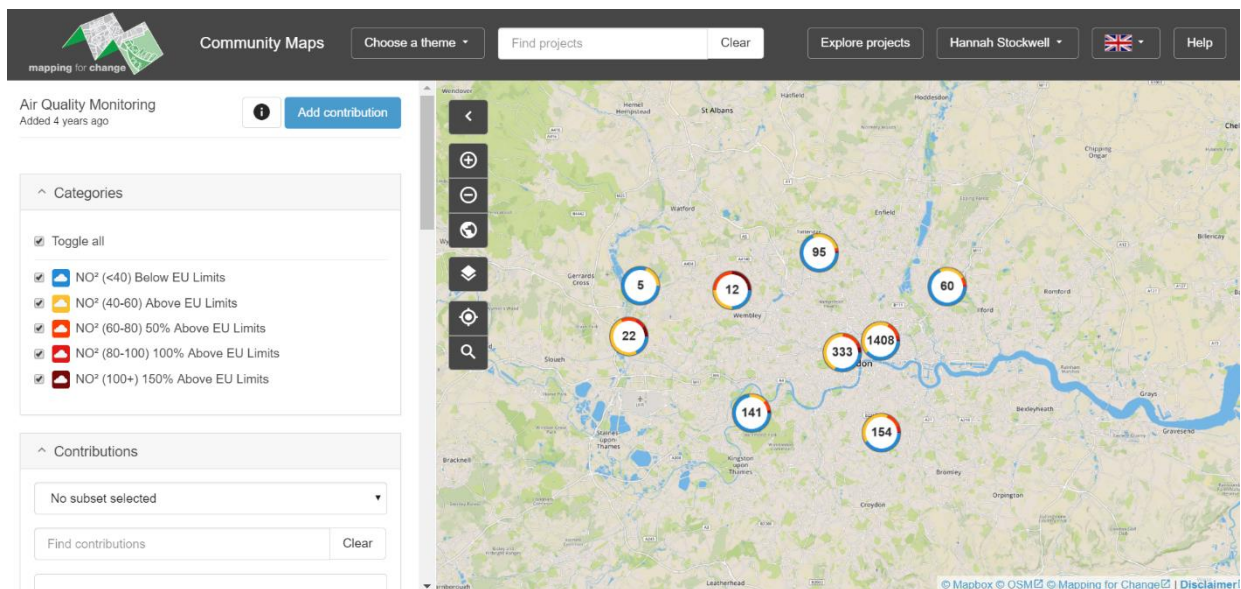 mapping for change
Community Maps
Choose a theme
Find projects
Clear
Explore projects
Hannah Stockwell
Help
Air Quality Monitoring
Added 4 years ago
Add contribution
Categories
Toggle all
NO² (<40) Below EU Limits
NO² (40-60) Above EU Limits
NO² (60-80) 50% Above EU Limits
NO² (80-100) 100% Above EU Limits
NO² (100+) 150% Above EU Limits
Contributions
No subset selected
Find contributions
Clear
Wendover
Hemel
Hempstead
St Albans
Hatfield
Hoddesdon
Chipping
Ongar
Watford
Enfield
Billericay
95
Gerrards
Cross
5
12
60
Wembley
Ilford
Romford
22
Slough
333
1408
don
Grays
141
154
Bexleyheath
Gravesend
Staines
upon
Thames
Kingston
upon
Thames
Bracknell
Bromley
Croydon
Orpington
Leatherhead
© Mapbox © OSM © Mapping for Change | Disclaimer